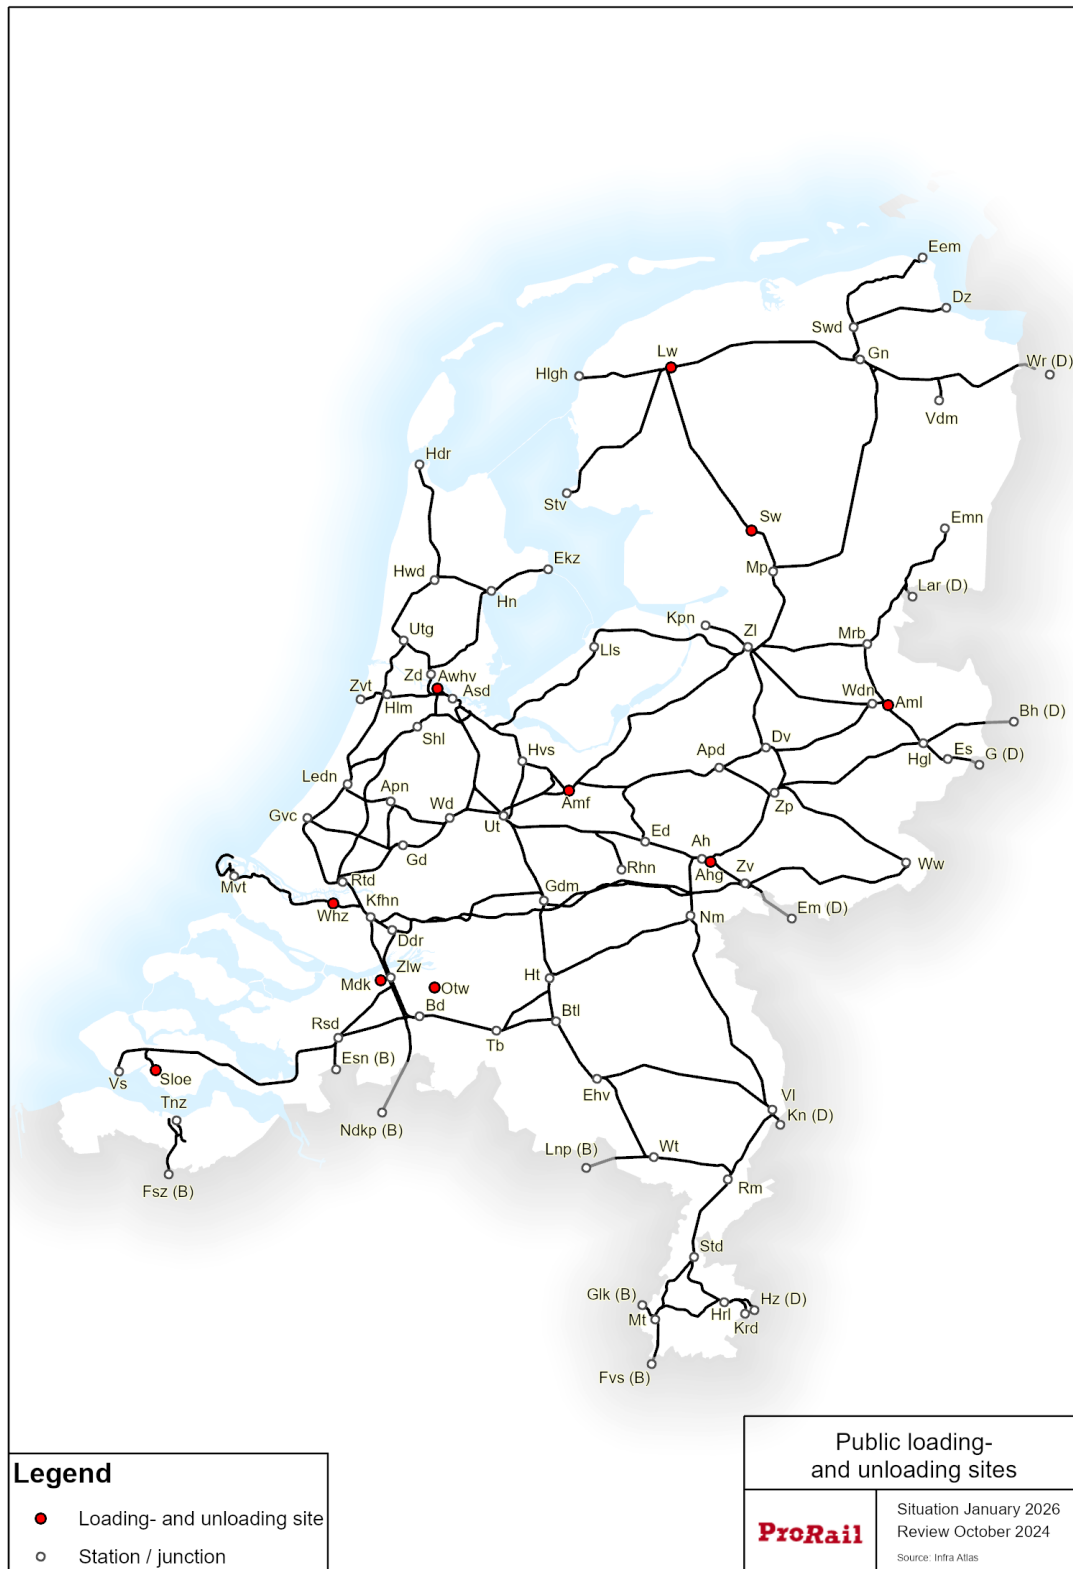 Eem
Dz
Swd
Gn
Wr (D)
Lw
Hlgh
Vdm
Hdr
Stv
Sw
Emn
Ekz
Hwd
Mp
Hn
Lar (D)
Kpn
Utg
Zl
Mrb
Lls
Zd
Awhv
Zvt
Asd
Hlm
Wdn
Aml
Bh (D)
Shl
Dv
Hgl
Es
G (D)
Hvs
Apd
Ledn
Apn
Amf
Zp
Gvc
Wd
Ut
Ed
Ah
Gd
Rhn
Ahg
Zv
Ww
Mvt
Rtd
Kfhn
Gdm
Em (D)
Whz
Nm
Ddr
Zlw
Ht
Mdk
Otw
Bd
Btl
Rsd
Tb
Esn (B)
Vs
Sloe
Ehv
Vl
Tnz
Kn (D)
Ndkp (B)
Lnp (B)
Wt
Fsz (B)
Rm
Std
Glk (B)
Hz (D)
Mt
Hrl
Krd
Fvs (B)
Legend
Loading- and unloading site
Station / junction
Public loading-
and unloading sites
ProRail
Situation January 2026
Review October 2024
Source: Infra Atlas